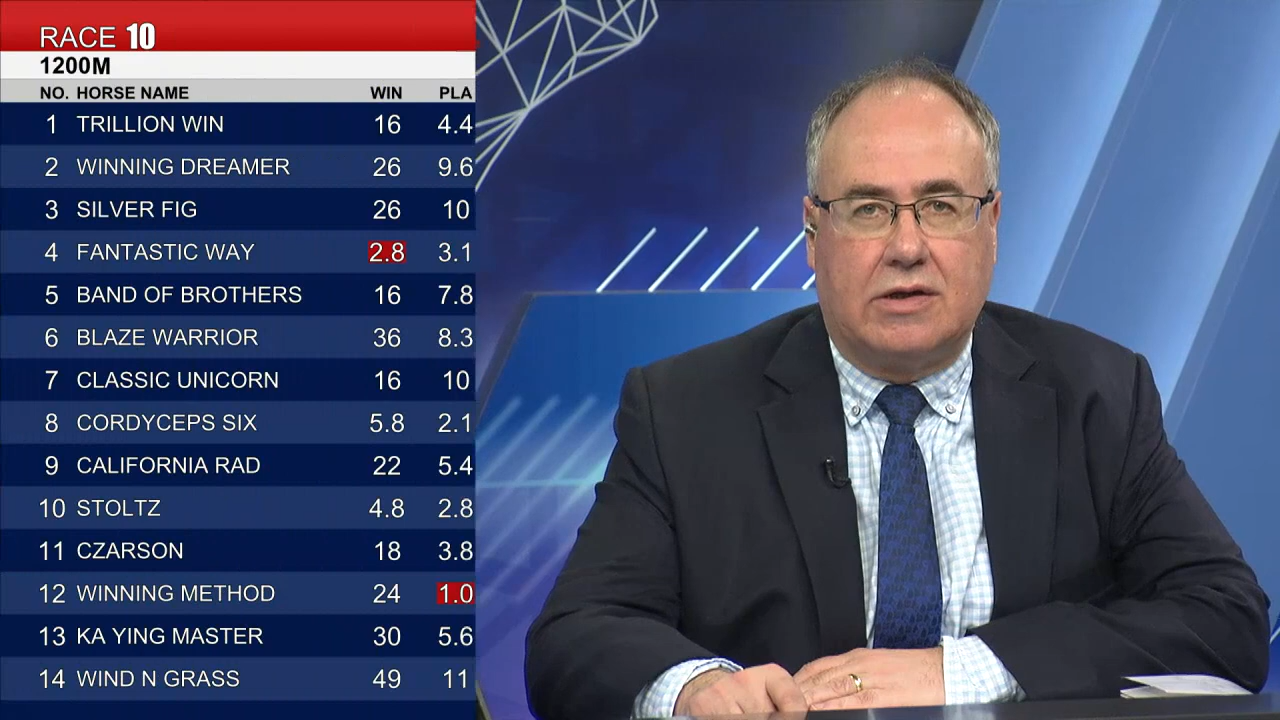 RACE 10
1200M
NO. HORSE NAME WIN PLA
1 TRILLION WIN 16 4.4
2 WINNING DREAMER 26 9.6
3 SILVER FIG 26 10
4 FANTASTIC WAY 2.8 3.1
5 BAND OF BROTHERS 16 7.8
6 BLAZE WARRIOR 36 8.3
7 CLASSIC UNICORN 16 10
8 CORDYCEPS SIX 5.8 2.1
9 CALIFORNIA RAD 22 5.4
10 STOLTZ 4.8 2.8
11 CZARSON 18 3.8
12 WINNING METHOD 24 1.0
13 KA YING MASTER 30 5.6
14 WIND N GRASS 49 11